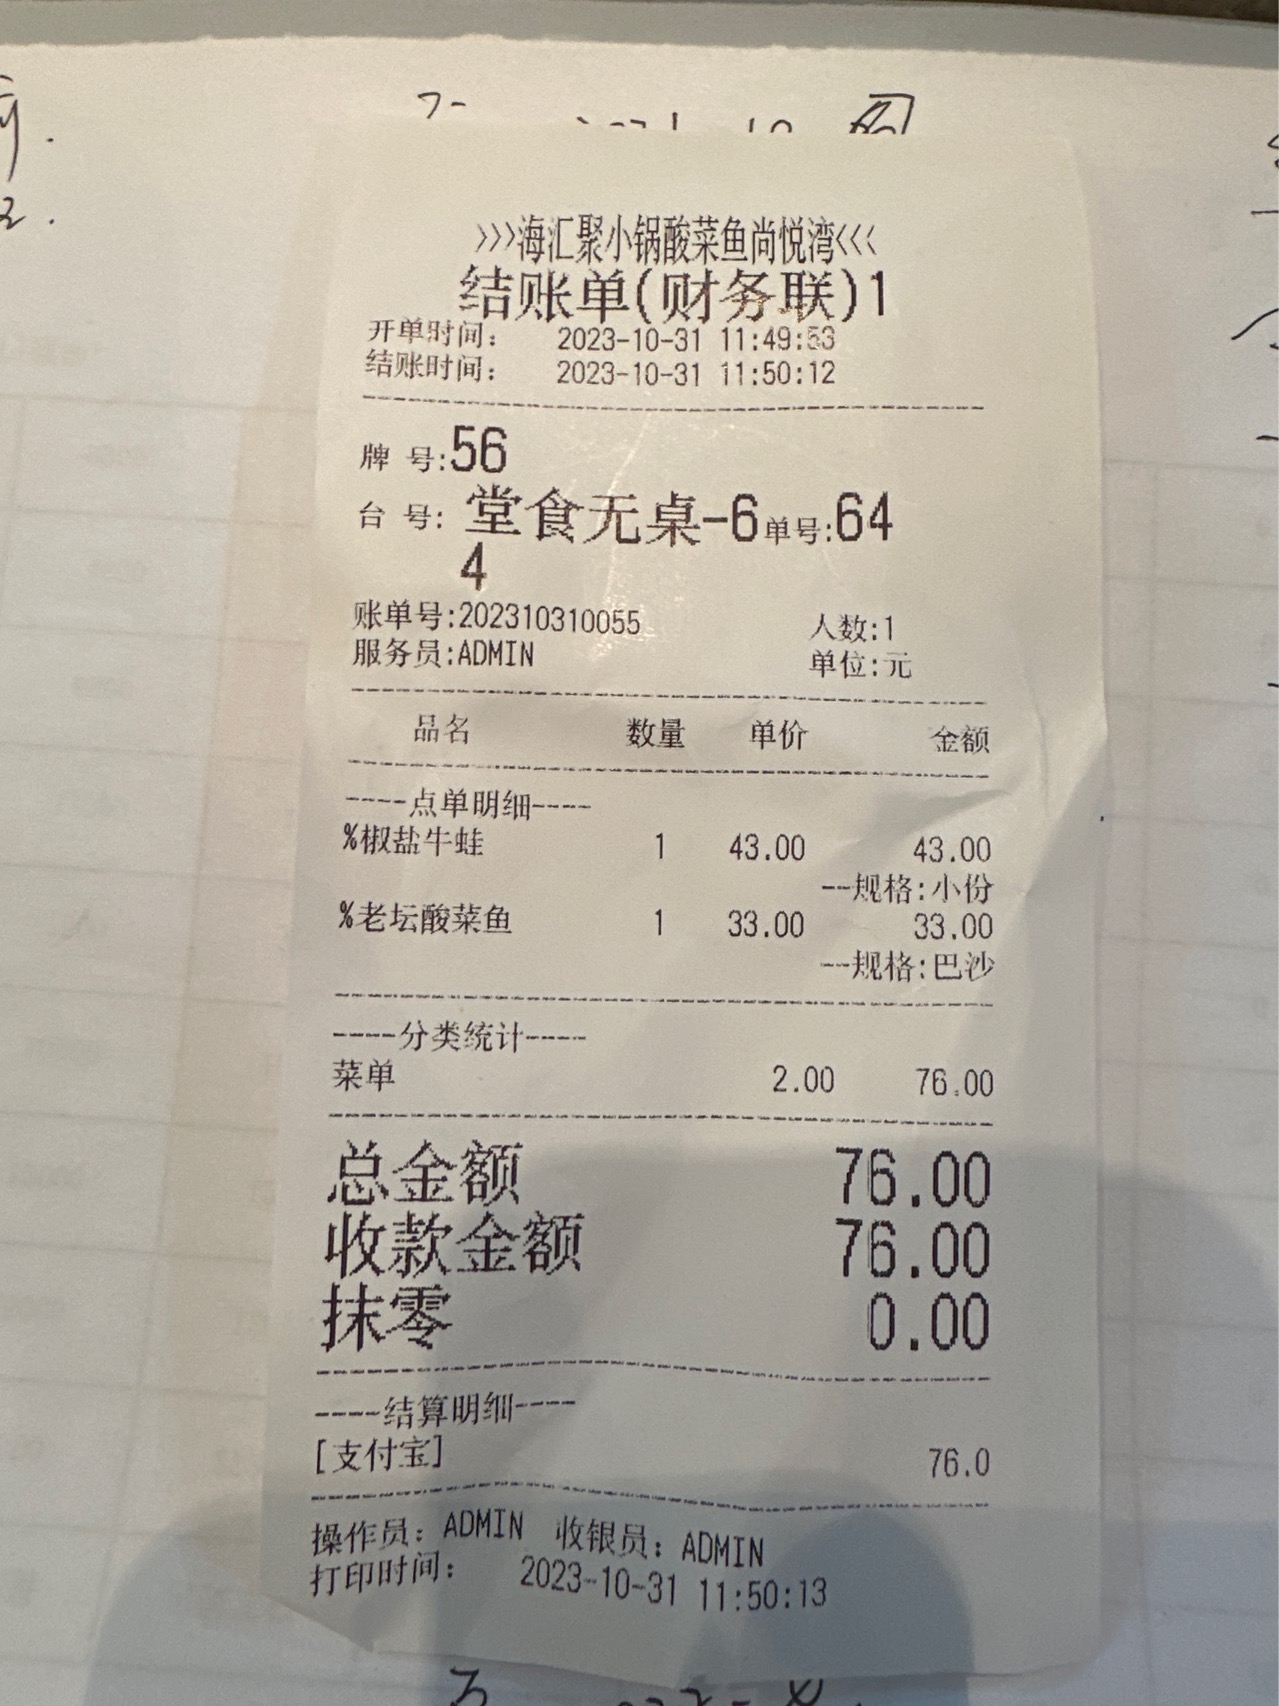 >>>海汇聚小锅酸菜鱼尚悦湾<<<
结账单(财务联)1
开单时间: 2023-10-31 11:49:53
结账时间: 2023-10-31 11:50:12
牌 号:56
台 号: 堂食无桌-6单号:64
4
账单号:202310310055 人数:1
服务员:ADMIN 单位:元
品名 数量 单价 金额
----点单明细----
%椒盐牛蛙 1 43.00 43.00
--规格:小份
%老坛酸菜鱼 1 33.00 33.00
--规格:巴沙
----分类统计----
菜单 2.00 76.00
总金额 76.00
收款金额 76.00
抹零 0.00
----结算明细----
[支付宝] 76.0
操作员: ADMIN 收银员: ADMIN
打印时间: 2023-10-31 11:50:13